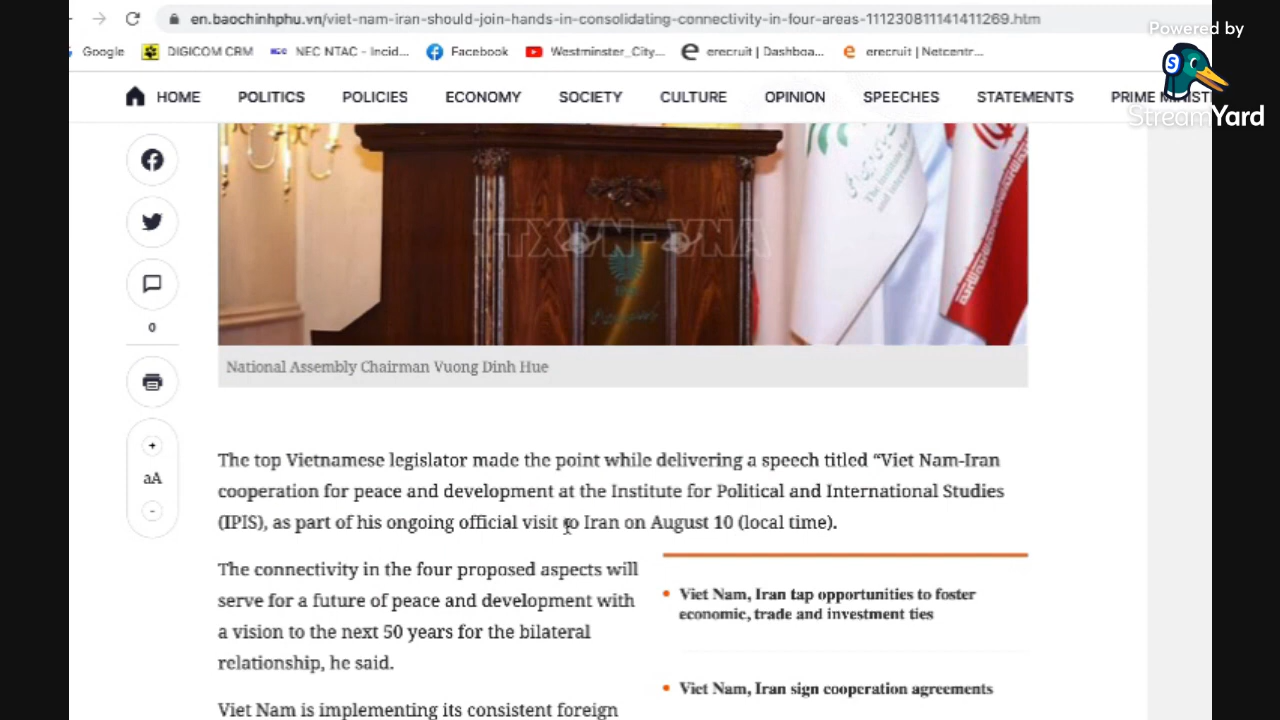 en.baochinhphu.vn/viet-nam-iran-should-join-hands-in-consolidating-connectivity-in-four-areas-111230811141411269.htm
Powered by
StreamYard
Google DIGICOM CRM NEC NTAC - Incid... Facebook Westminster_City... erecruit | Dashboa... erecruit | Netcentr...
HOME POLITICS POLICIES ECONOMY SOCIETY CULTURE OPINION SPEECHES STATEMENTS PRIME MINIST
TTXVN - VNA
0
National Assembly Chairman Vuong Dinh Hue
+
aA
-
The top Vietnamese legislator made the point while delivering a speech titled “Viet Nam-Iran
cooperation for peace and development at the Institute for Political and International Studies
(IPIS), as part of his ongoing official visit to Iran on August 10 (local time).
The connectivity in the four proposed aspects will
serve for a future of peace and development with
a vision to the next 50 years for the bilateral
relationship, he said.
Viet Nam is implementing its consistent foreign
Viet Nam, Iran tap opportunities to foster
economic, trade and investment ties
Viet Nam, Iran sign cooperation agreements